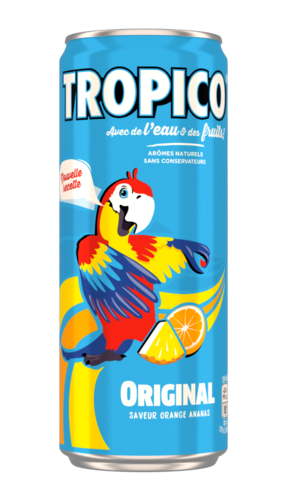 TROPICO
Avec de l'eau & des fruits!
ARÔMES NATURELS
SANS CONSERVATEURS
Nouvelle
recette
ORIGINAL
SAVEUR ORANGE ANANAS